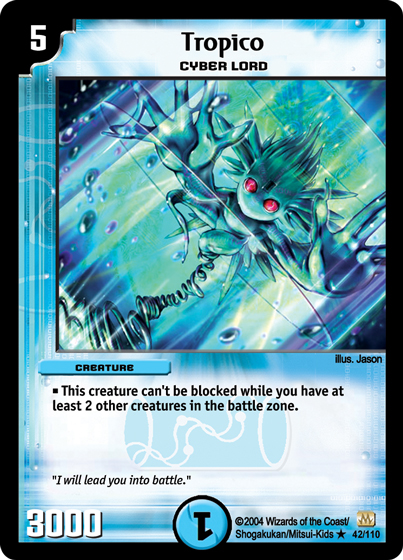 5
Tropico
CYBER LORD
illus. Jason
CREATURE
▪ This creature can't be blocked while you have at
least 2 other creatures in the battle zone.
"I will lead you into battle."
3000
1
©2004 Wizards of the Coast/
Shogakukan/Mitsui-Kids ★ 42/110